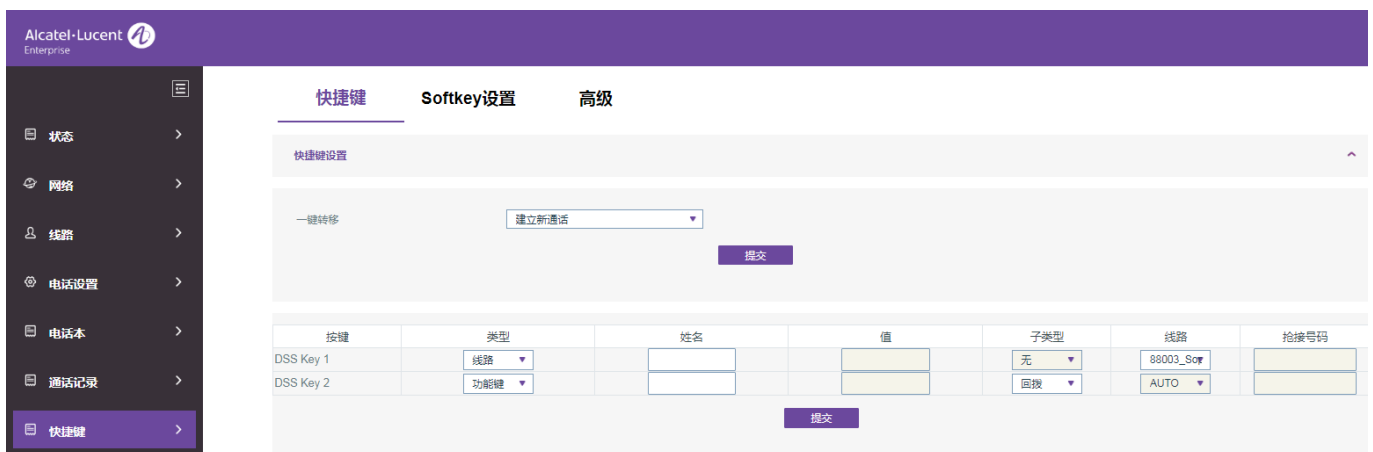 Alcatel·Lucent
Enterprise
快捷键 Softkey设置 高级
状态
快捷键设置
网络
一键转移 建立新通话
线路
提交
电话设置
电话本
按键 类型 姓名 值 子类型 线路 抢接号码
DSS Key 1 线路 无 88003_Sor
DSS Key 2 功能键 回拨 AUTO
通话记录
提交
快捷键